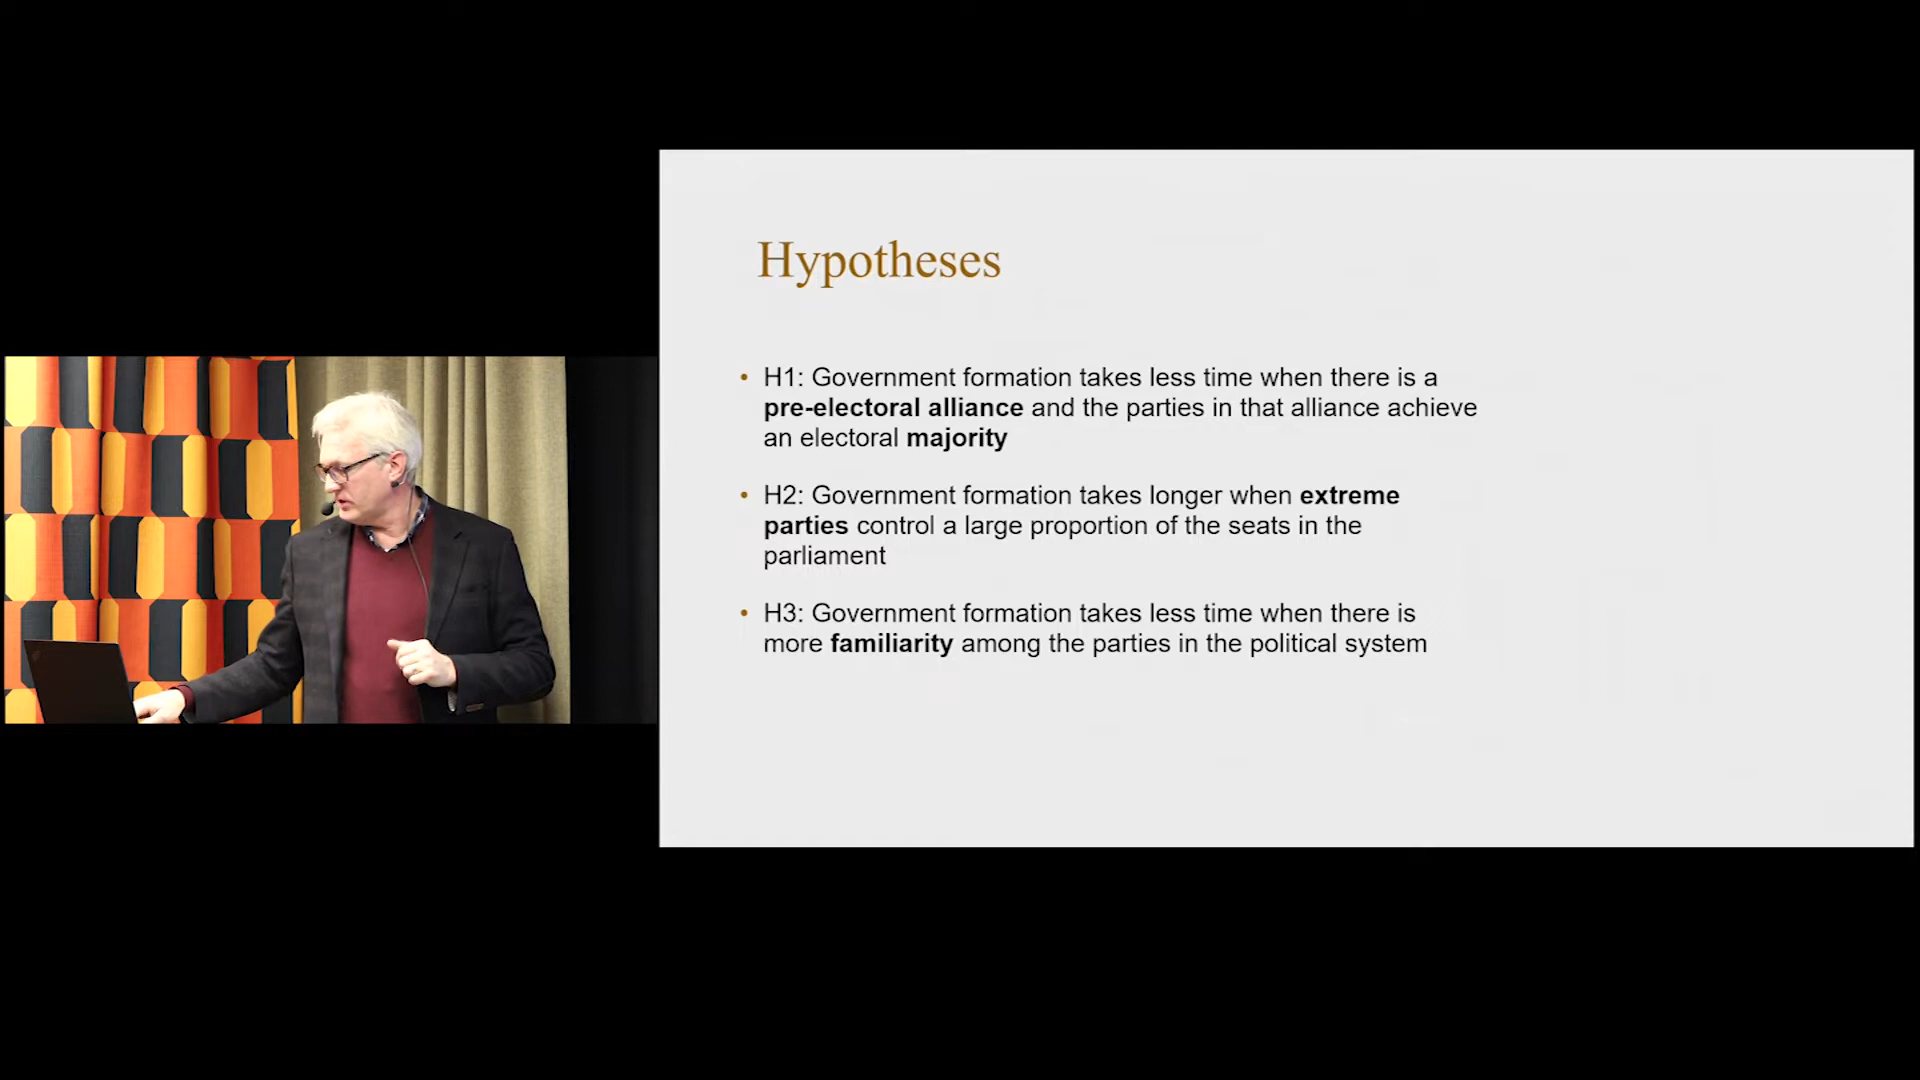 Hypotheses
• H1: Government formation takes less time when there is a
pre-electoral alliance and the parties in that alliance achieve
an electoral majority
• H2: Government formation takes longer when extreme
parties control a large proportion of the seats in the
parliament
• H3: Government formation takes less time when there is
more familiarity among the parties in the political system